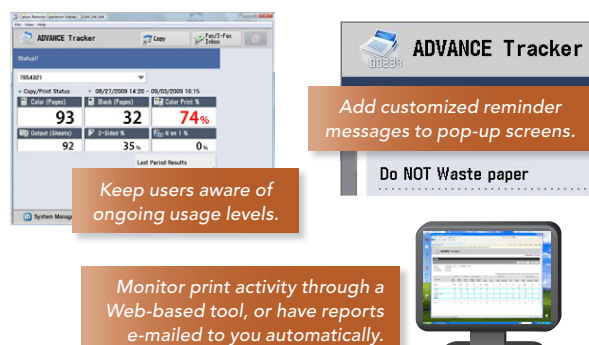 Canon Remote Operation Viewer
File View Help
ADVANCE Tracker
Copy
Fax/I-Fax
Inbox
Status!!
7654321
Copy/Print Status
08/27/2009 14:20 - 09/03/2009 18:15
Color (Pages)
Black (Pages)
Color Print %
93
32
74%
Output (Sheets)
2-Sided %
N on 1 %
92
35%
0%
Last Period Results
System Manag
Keep users aware of
ongoing usage levels.
ADVANCE Tracker
Add customized reminder
messages to pop-up screens.
Do NOT Waste paper
Monitor print activity through a
Web-based tool, or have reports
e-mailed to you automatically.